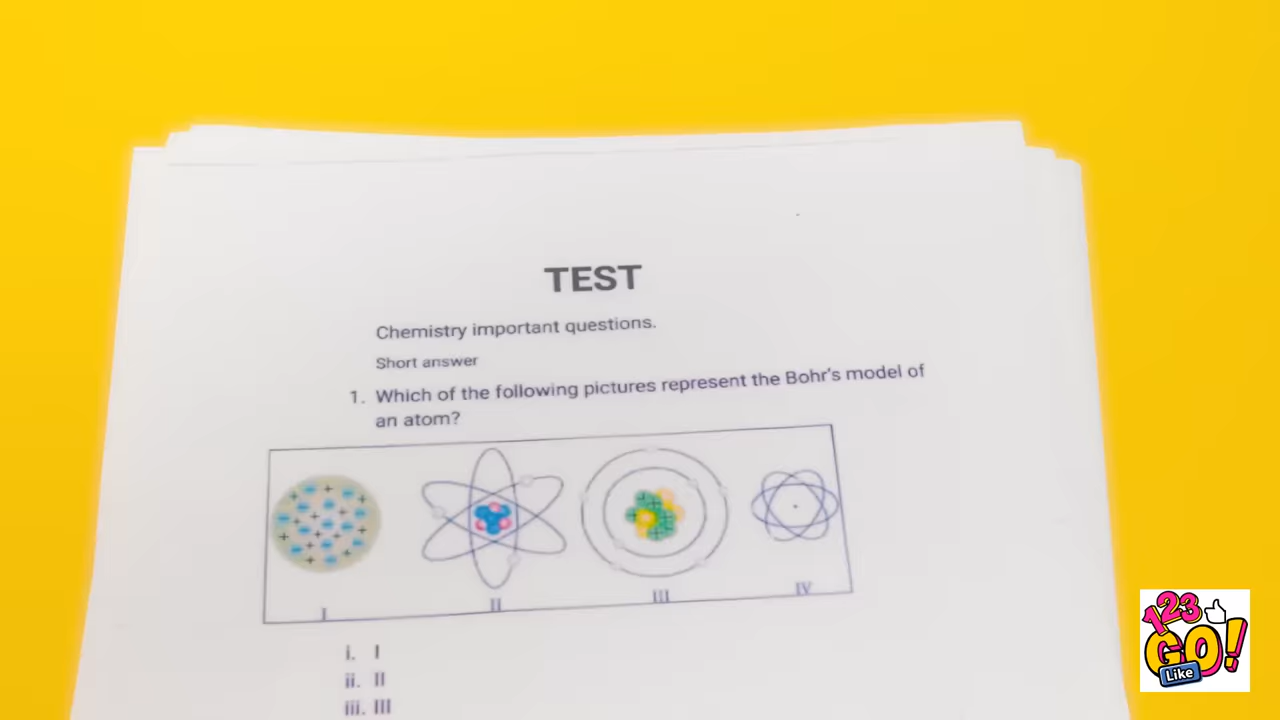 TEST
Chemistry important questions.
Short answer
1. Which of the following pictures represent the Bohr's model of
an atom?
I II III IV
i. I
ii. II
iii. III
123
GO!
Like